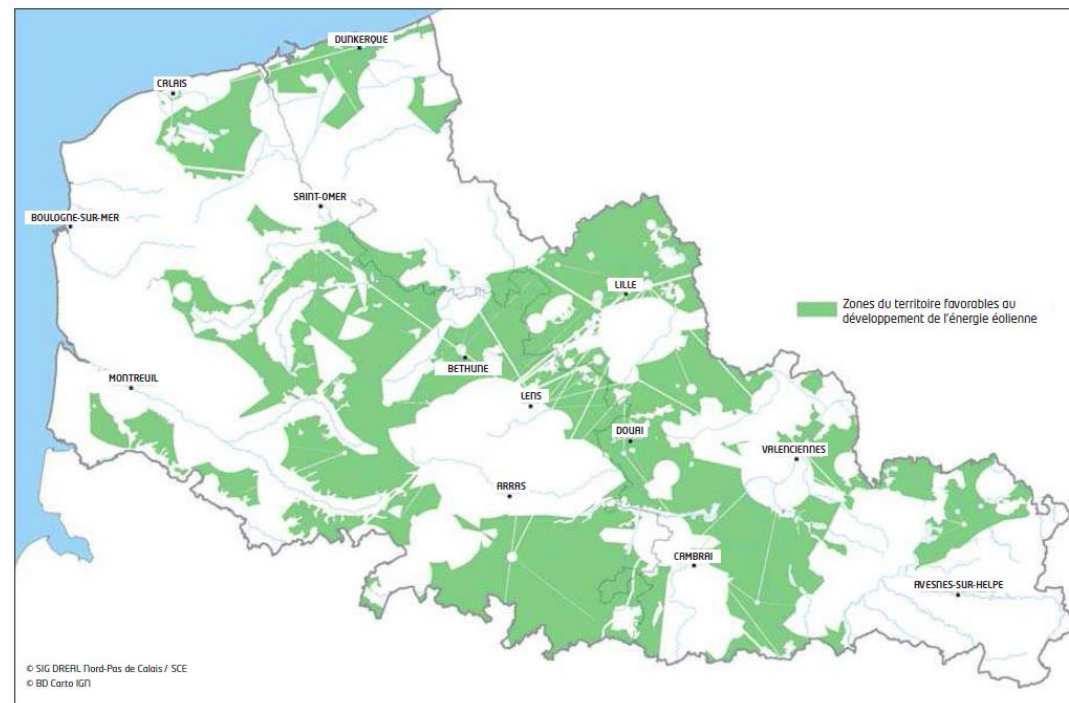 DUNKERQUE
CALAIS
SAINT-OMER
BOULOGNE-SUR-MER
LILLE
Zones du territoire favorables au
développement de l'énergie éolienne
BETHUNE
MONTREUIL
LENS
DOUAI
VALENCIENNES
ARRAS
CAMBRAI
AVESNES-SUR-HELPE
© SIG DREAL Nord-Pas de Calais / SCE
© BD Carto IGN